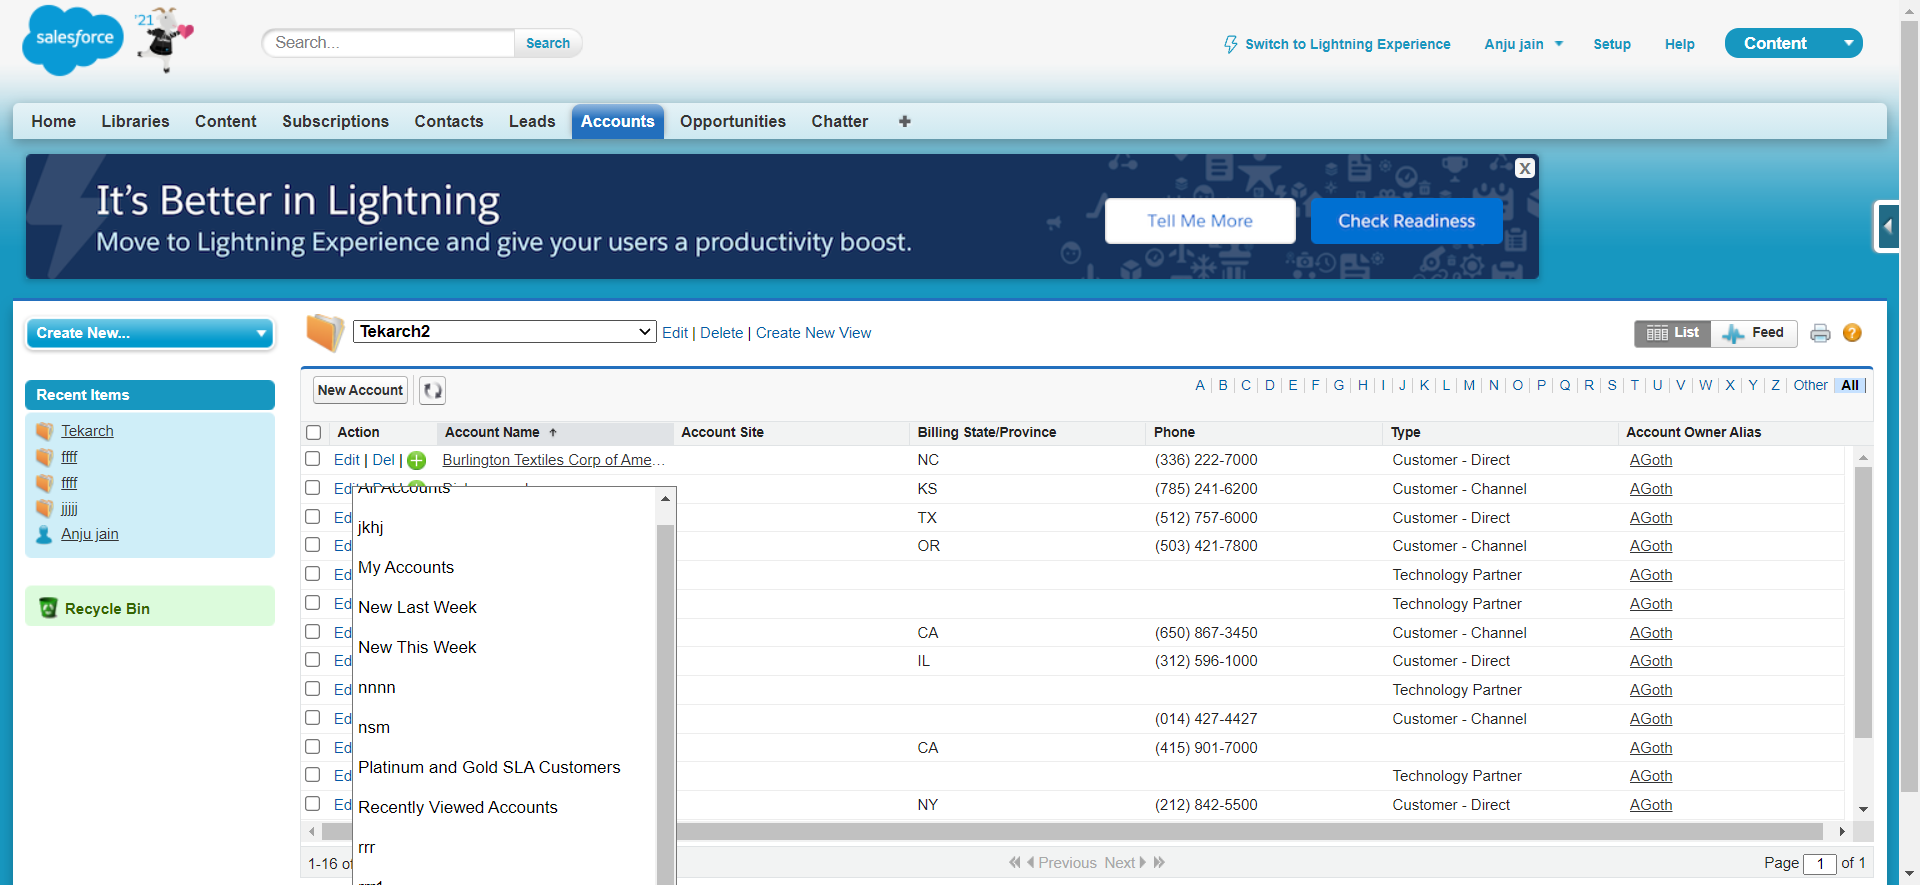 salesforce '21 Search... Search Switch to Lightning Experience Anju jain Setup Help Content
Home Libraries Content Subscriptions Contacts Leads Accounts Opportunities Chatter +
It's Better in Lightning
Move to Lightning Experience and give your users a productivity boost.
Tell Me More Check Readiness X
Create New...
Tekarch2 Edit | Delete | Create New View List Feed ?
Recent Items
Tekarch
ffff
ffff
jjjjj
Anju jain
Recycle Bin
New Account A B C D E F G H I J K L M N O P Q R S T U V W X Y Z Other All
Action Account Name Account Site Billing State/Province Phone Type Account Owner Alias
Edit | Del | Burlington Textiles Corp of Ame... NC (336) 222-7000 Customer - Direct AGoth
Edit KS (785) 241-6200 Customer - Channel AGoth
Ed TX (512) 757-6000 Customer - Direct AGoth
Ed OR (503) 421-7800 Customer - Channel AGoth
Ed Technology Partner AGoth
Ed Technology Partner AGoth
Ed CA (650) 867-3450 Customer - Channel AGoth
Ed IL (312) 596-1000 Customer - Direct AGoth
Ed Technology Partner AGoth
Ed (014) 427-4427 Customer - Channel AGoth
Ed CA (415) 901-7000 AGoth
Ed Technology Partner AGoth
Ed NY (212) 842-5500 Customer - Direct AGoth
All Accounts
jkhj
My Accounts
New Last Week
New This Week
nnnn
nsm
Platinum and Gold SLA Customers
Recently Viewed Accounts
rrr
1-16 of Previous Next Page 1 of 1